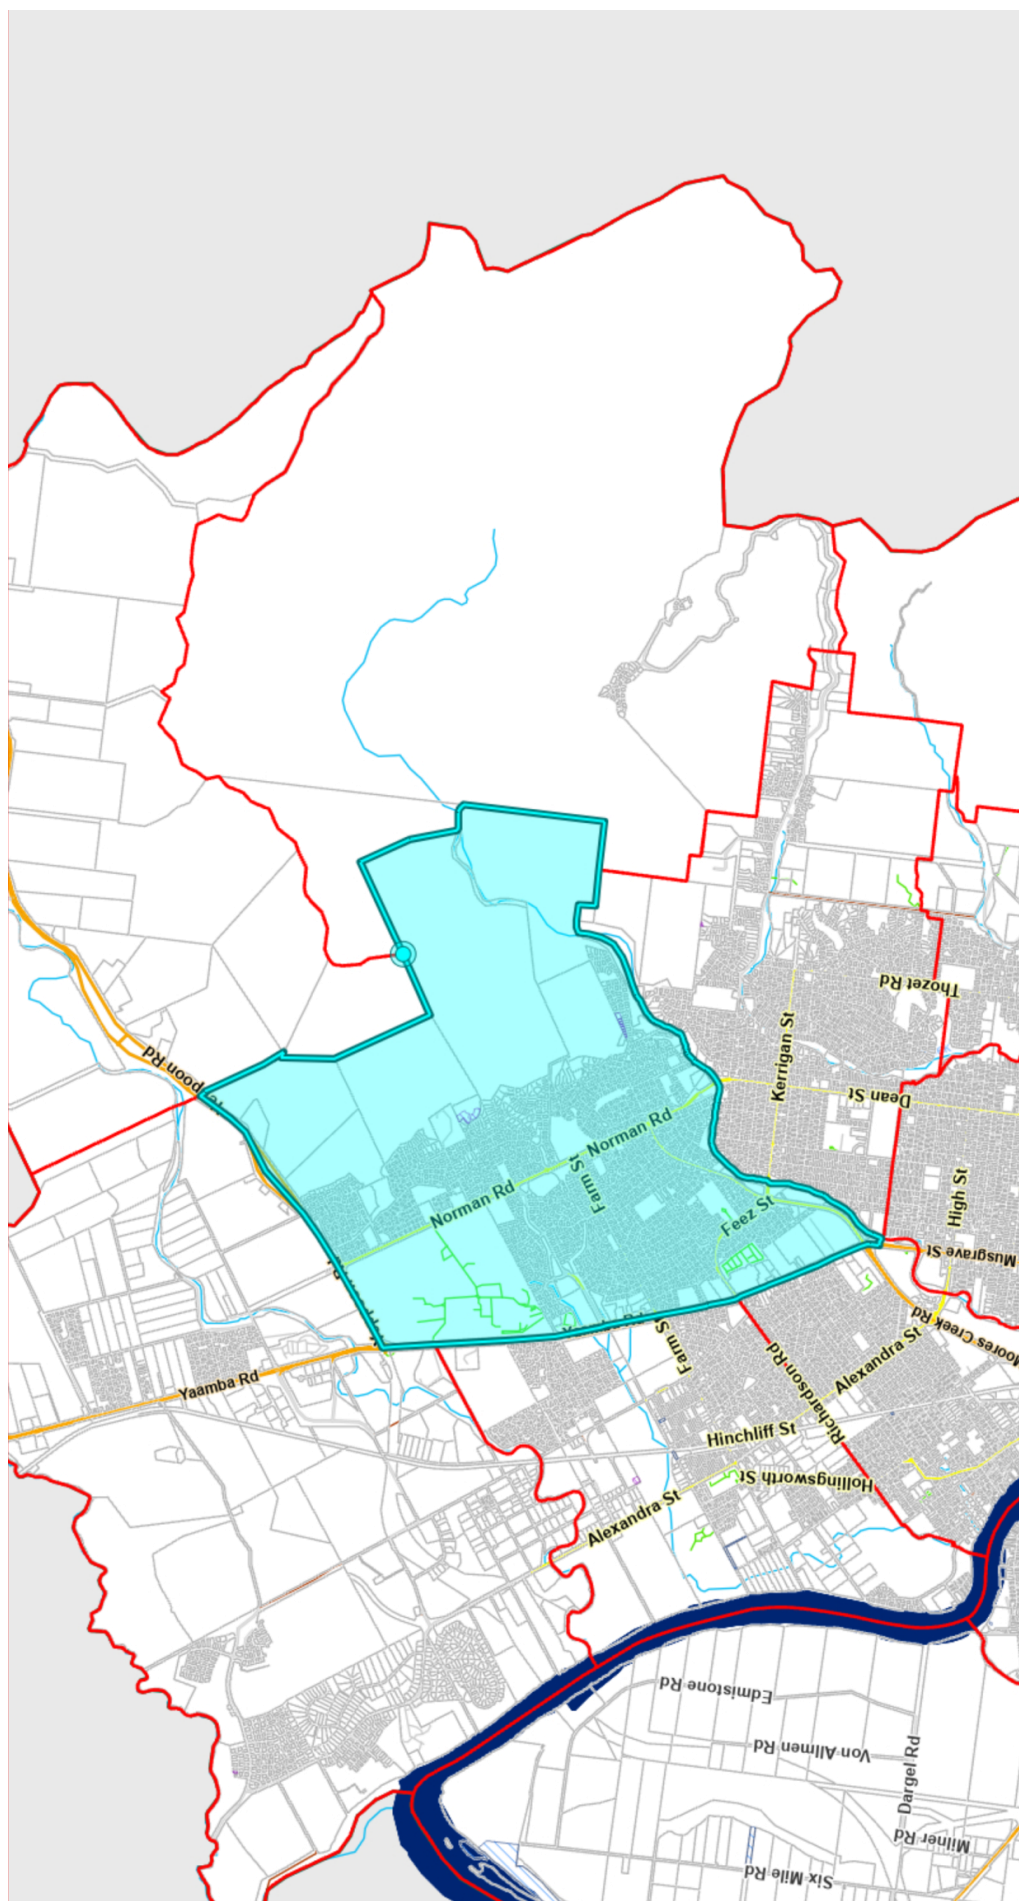 Thozet Rd
Kerrigan St
Dean St
poon Rd
Norman Rd
Farm St
Norman Rd
Feez St
High St
Musgrave St
Moores Creek Rd
Farm St
Richardson Rd
Alexandra St
Yaamba Rd
Hinchliff St
Hollingsworth St
Alexandra St
Edmistone Rd
Von Allmen Rd
Dargel Rd
Milner Rd
Six Mile Rd